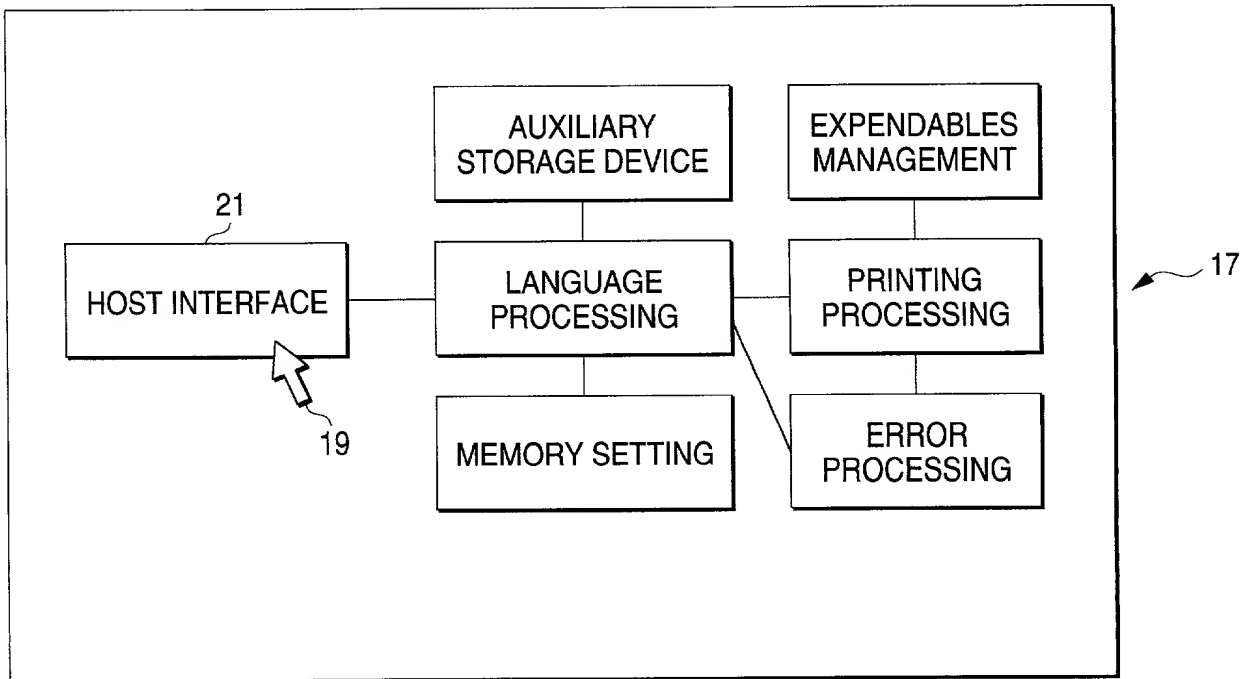 AUXILIARY
STORAGE DEVICE
EXPENDABLES
MANAGEMENT
21
HOST INTERFACE
LANGUAGE
PROCESSING
PRINTING
PROCESSING
17
19
MEMORY SETTING
ERROR
PROCESSING